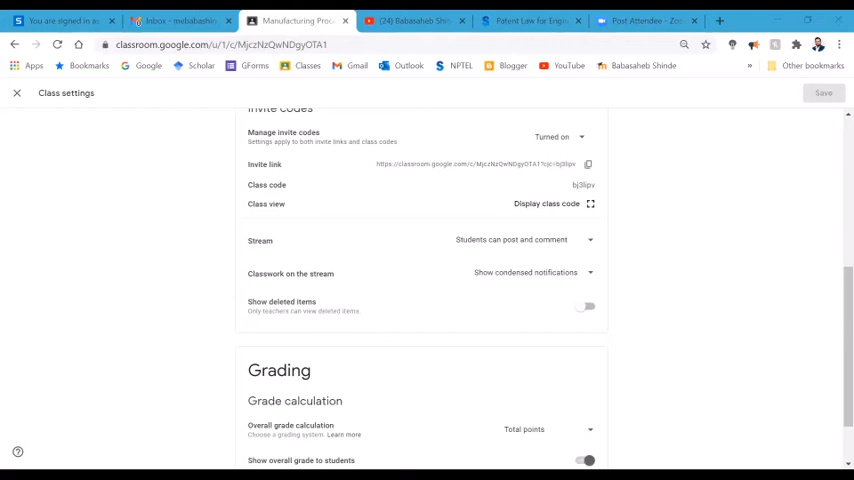 You are signed in as
Inbox - mebabashin
Manufacturing Proc
(24) Babasaheb Shin
Patent Law for Engin
Post Attendee - Zoo
classroom.google.com/u/1/c/MjczNzQwNDgyOTA1
Apps
Bookmarks
Google
Scholar
GForms
Classes
Gmail
Outlook
NPTEL
Blogger
YouTube
Babasaheb Shinde
»
Other bookmarks
Class settings
Save
Invite codes
Manage invite codes
Settings apply to both invite links and class codes
Turned on
Invite link
https://classroom.google.com/c/MjczNzQwNDgyOTA1?cjc=bj3lipv
Class code
bj3lipv
Class view
Display class code
Stream
Students can post and comment
Classwork on the stream
Show condensed notifications
Show deleted items
Only teachers can view deleted items.
Grading
Grade calculation
Overall grade calculation
Choose a grading system. Learn more
Total points
Show overall grade to students